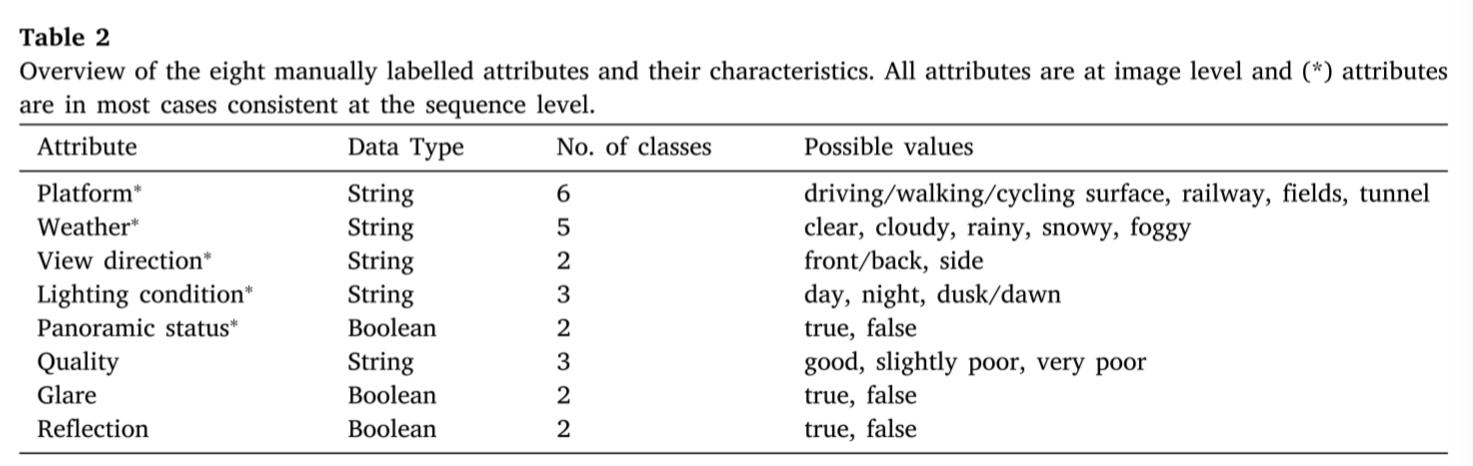 Table 2
Overview of the eight manually labelled attributes and their characteristics. All attributes are at image level and (*) attributes
are in most cases consistent at the sequence level.
Attribute Data Type No. of classes Possible values
Platform* String 6 driving/walking/cycling surface, railway, fields, tunnel
Weather* String 5 clear, cloudy, rainy, snowy, foggy
View direction* String 2 front/back, side
Lighting condition* String 3 day, night, dusk/dawn
Panoramic status* Boolean 2 true, false
Quality String 3 good, slightly poor, very poor
Glare Boolean 2 true, false
Reflection Boolean 2 true, false